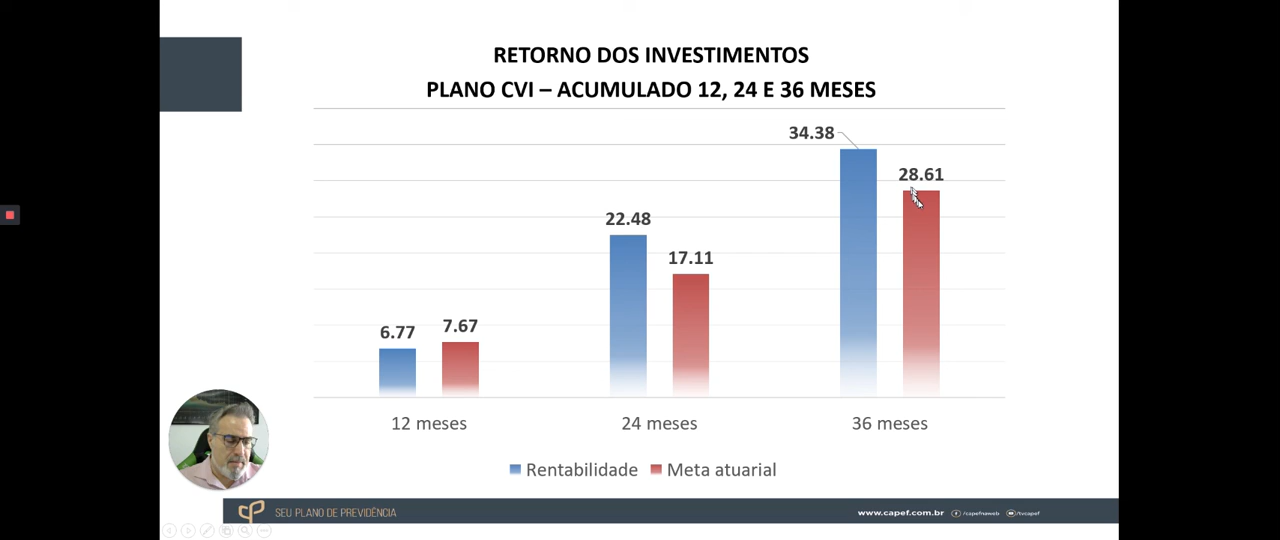 RETORNO DOS INVESTIMENTOS
PLANO CVI – ACUMULADO 12, 24 E 36 MESES
34.38
28.61
22.48
17.11
6.77
7.67
12 meses
24 meses
36 meses
Rentabilidade
Meta atuarial
SEU PLANO DE PREVIDÊNCIA
www.capef.com.br
/capefnaweb
/tvcapef